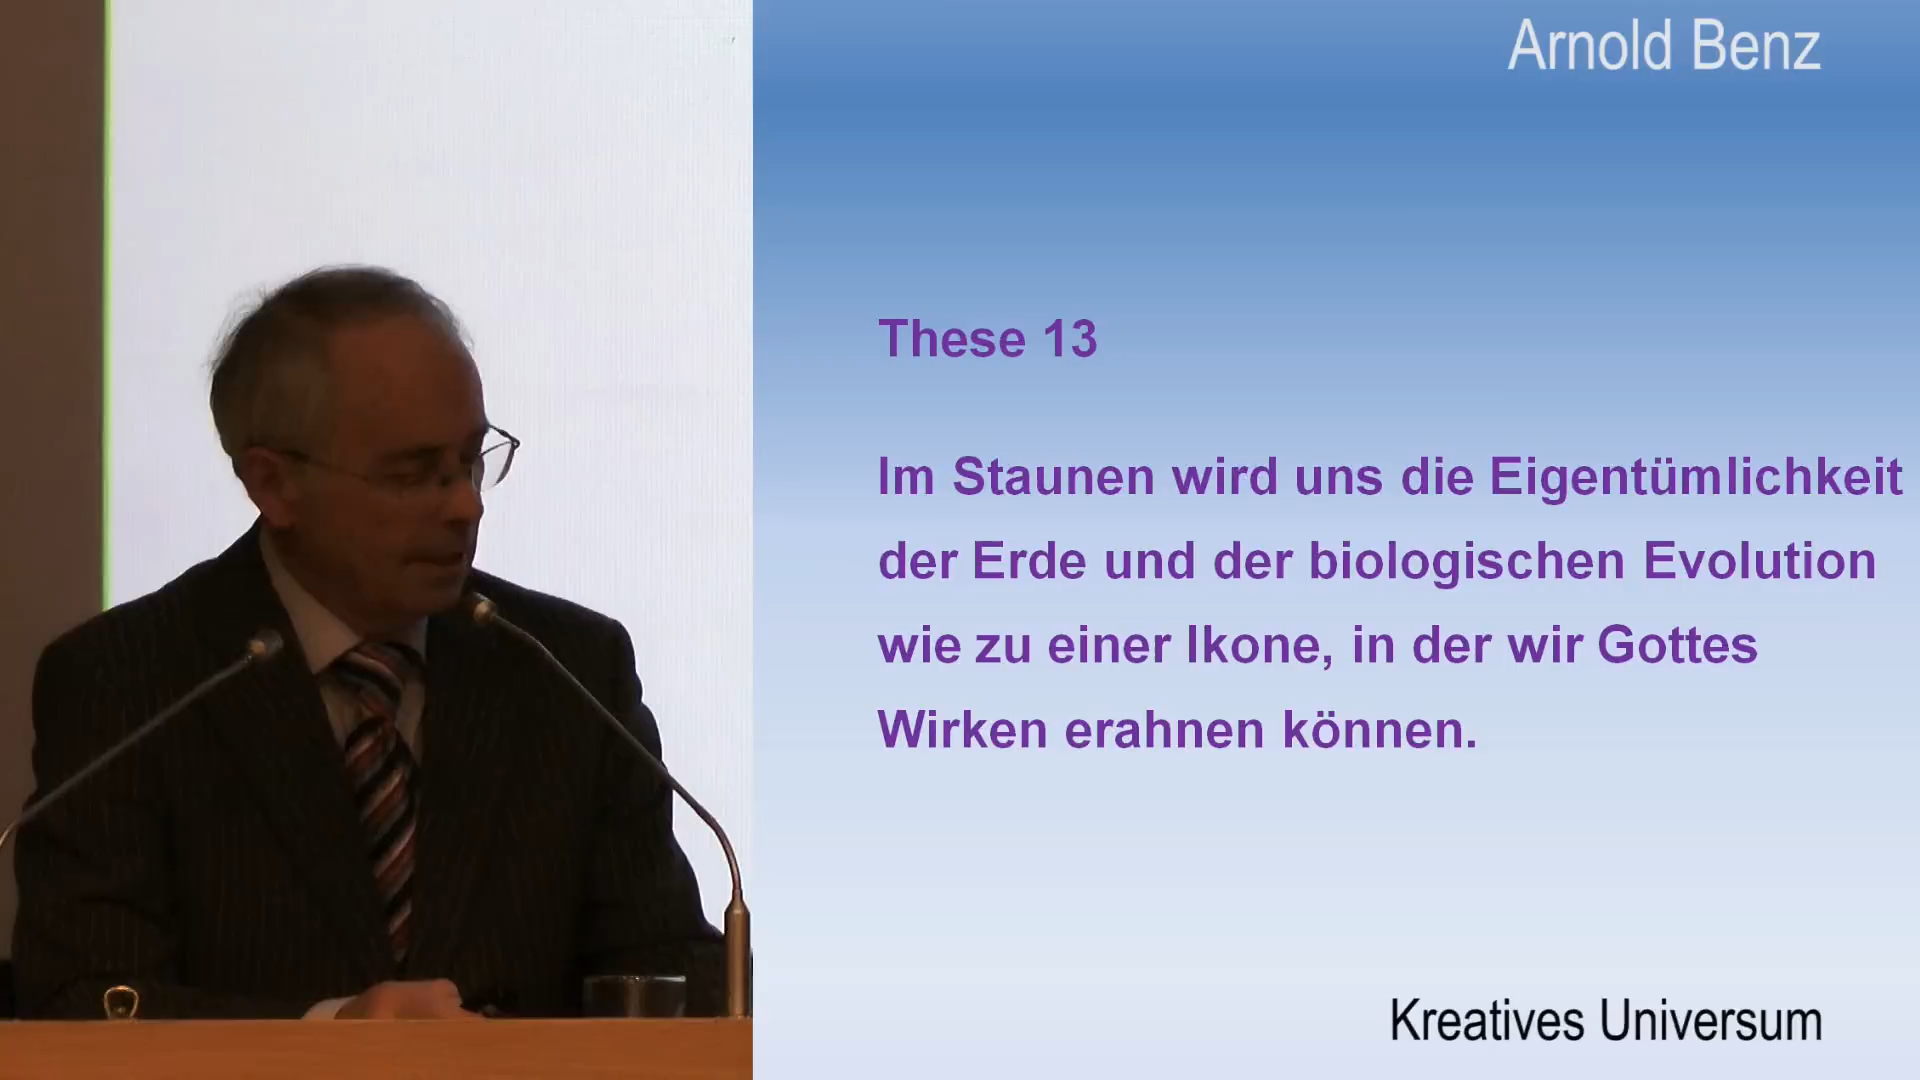 Arnold Benz
These 13
Im Staunen wird uns die Eigentümlichkeit
der Erde und der biologischen Evolution
wie zu einer Ikone, in der wir Gottes
Wirken erahnen können.
Kreatives Universum